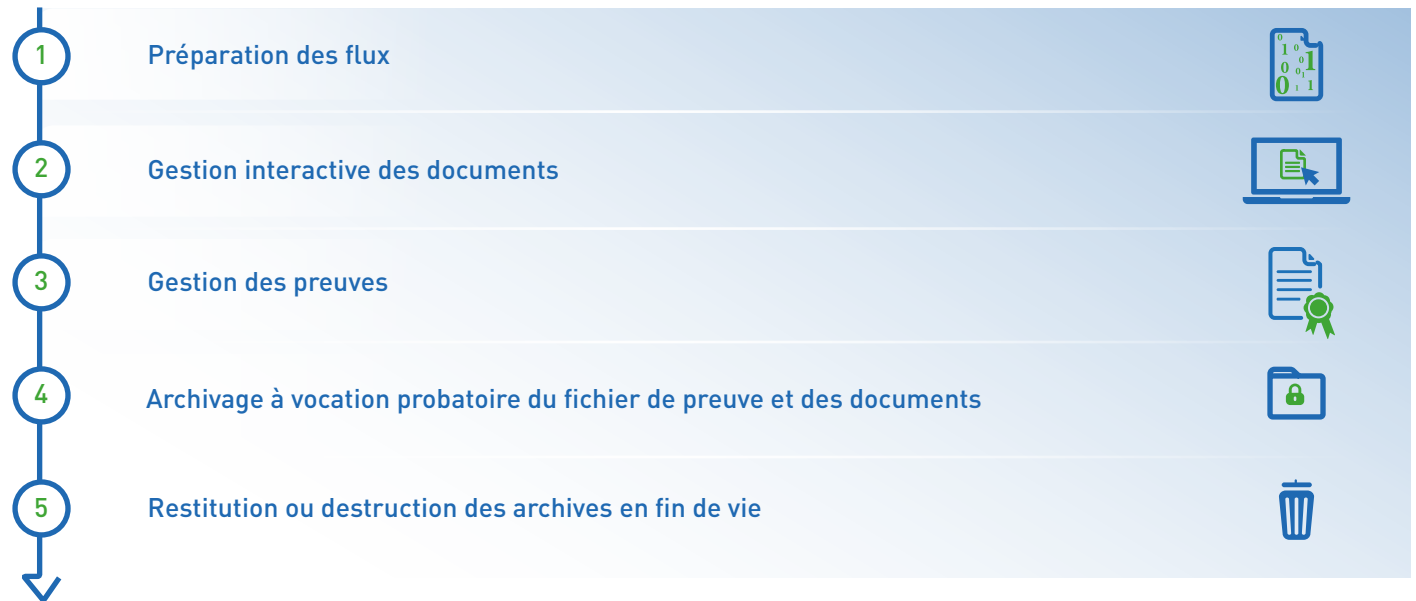 1 Préparation des flux
2 Gestion interactive des documents
3 Gestion des preuves
4 Archivage à vocation probatoire du fichier de preuve et des documents
5 Restitution ou destruction des archives en fin de vie